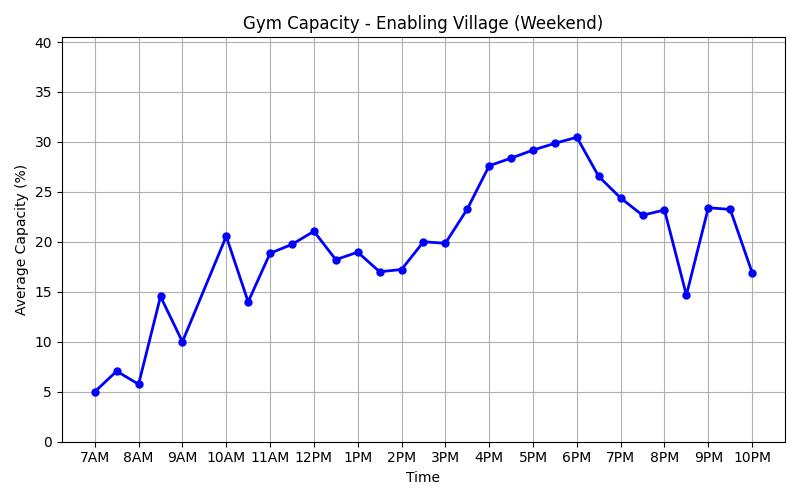 Gym Capacity - Enabling Village (Weekend)
Average Capacity (%)
40
35
30
25
20
15
10
5
0
7AM 8AM 9AM 10AM 11AM 12PM 1PM 2PM 3PM 4PM 5PM 6PM 7PM 8PM 9PM 10PM
Time